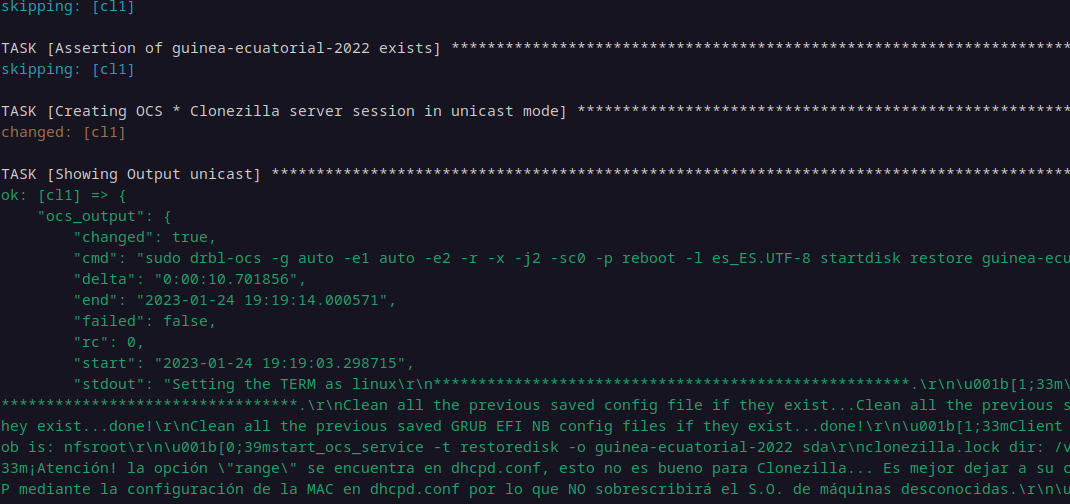 skipping: [cl1]
TASK [Assertion of guinea-ecuatorial-2022 exists] *********************************************************************
skipping: [cl1]
TASK [Creating OCS * Clonezilla server session in unicast mode] *******************************************************
changed: [cl1]
TASK [Showing Output unicast] *****************************************************************************************
ok: [cl1] => {
"ocs_output": {
"changed": true,
"cmd": "sudo drbl-ocs -g auto -e1 auto -e2 -r -x -j2 -sc0 -p reboot -l es_ES.UTF-8 startdisk restore guinea-ecu
"delta": "0:00:10.701856",
"end": "2023-01-24 19:19:14.000571",
"failed": false,
"rc": 0,
"start": "2023-01-24 19:19:03.298715",
"stdout": "Setting the TERM as linux\r\n*****************************************************.\r\n\u001b[1;33m\
*********************************.\r\nClean all the previous saved config file if they exist...Clean all the previous s
hey exist...done!\r\nClean all the previous saved GRUB EFI NB config files if they exist...done!\r\n\u001b[1;33mClient
ob is: nfsroot\r\n\u001b[0;39mstart_ocs_service -t restoredisk -o guinea-ecuatorial-2022 sda\r\nclonezilla.lock dir: /v
33m¡Atención! la opción \"range\" se encuentra en dhcpd.conf, esto no es bueno para Clonezilla... Es mejor dejar a su c
P mediante la configuración de la MAC en dhcpd.conf por lo que NO sobrescribirá el S.O. de máquinas desconocidas.\r\n\u